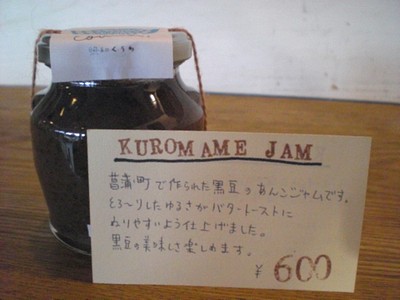 KUROMAME JAM
菖蒲町で作られた黒豆のあんこジャムです。
とろ〜りしたゆるさがバタートーストに
ぬりやすいよう仕上げました。
黒豆の美味しさ楽しめます。
¥600